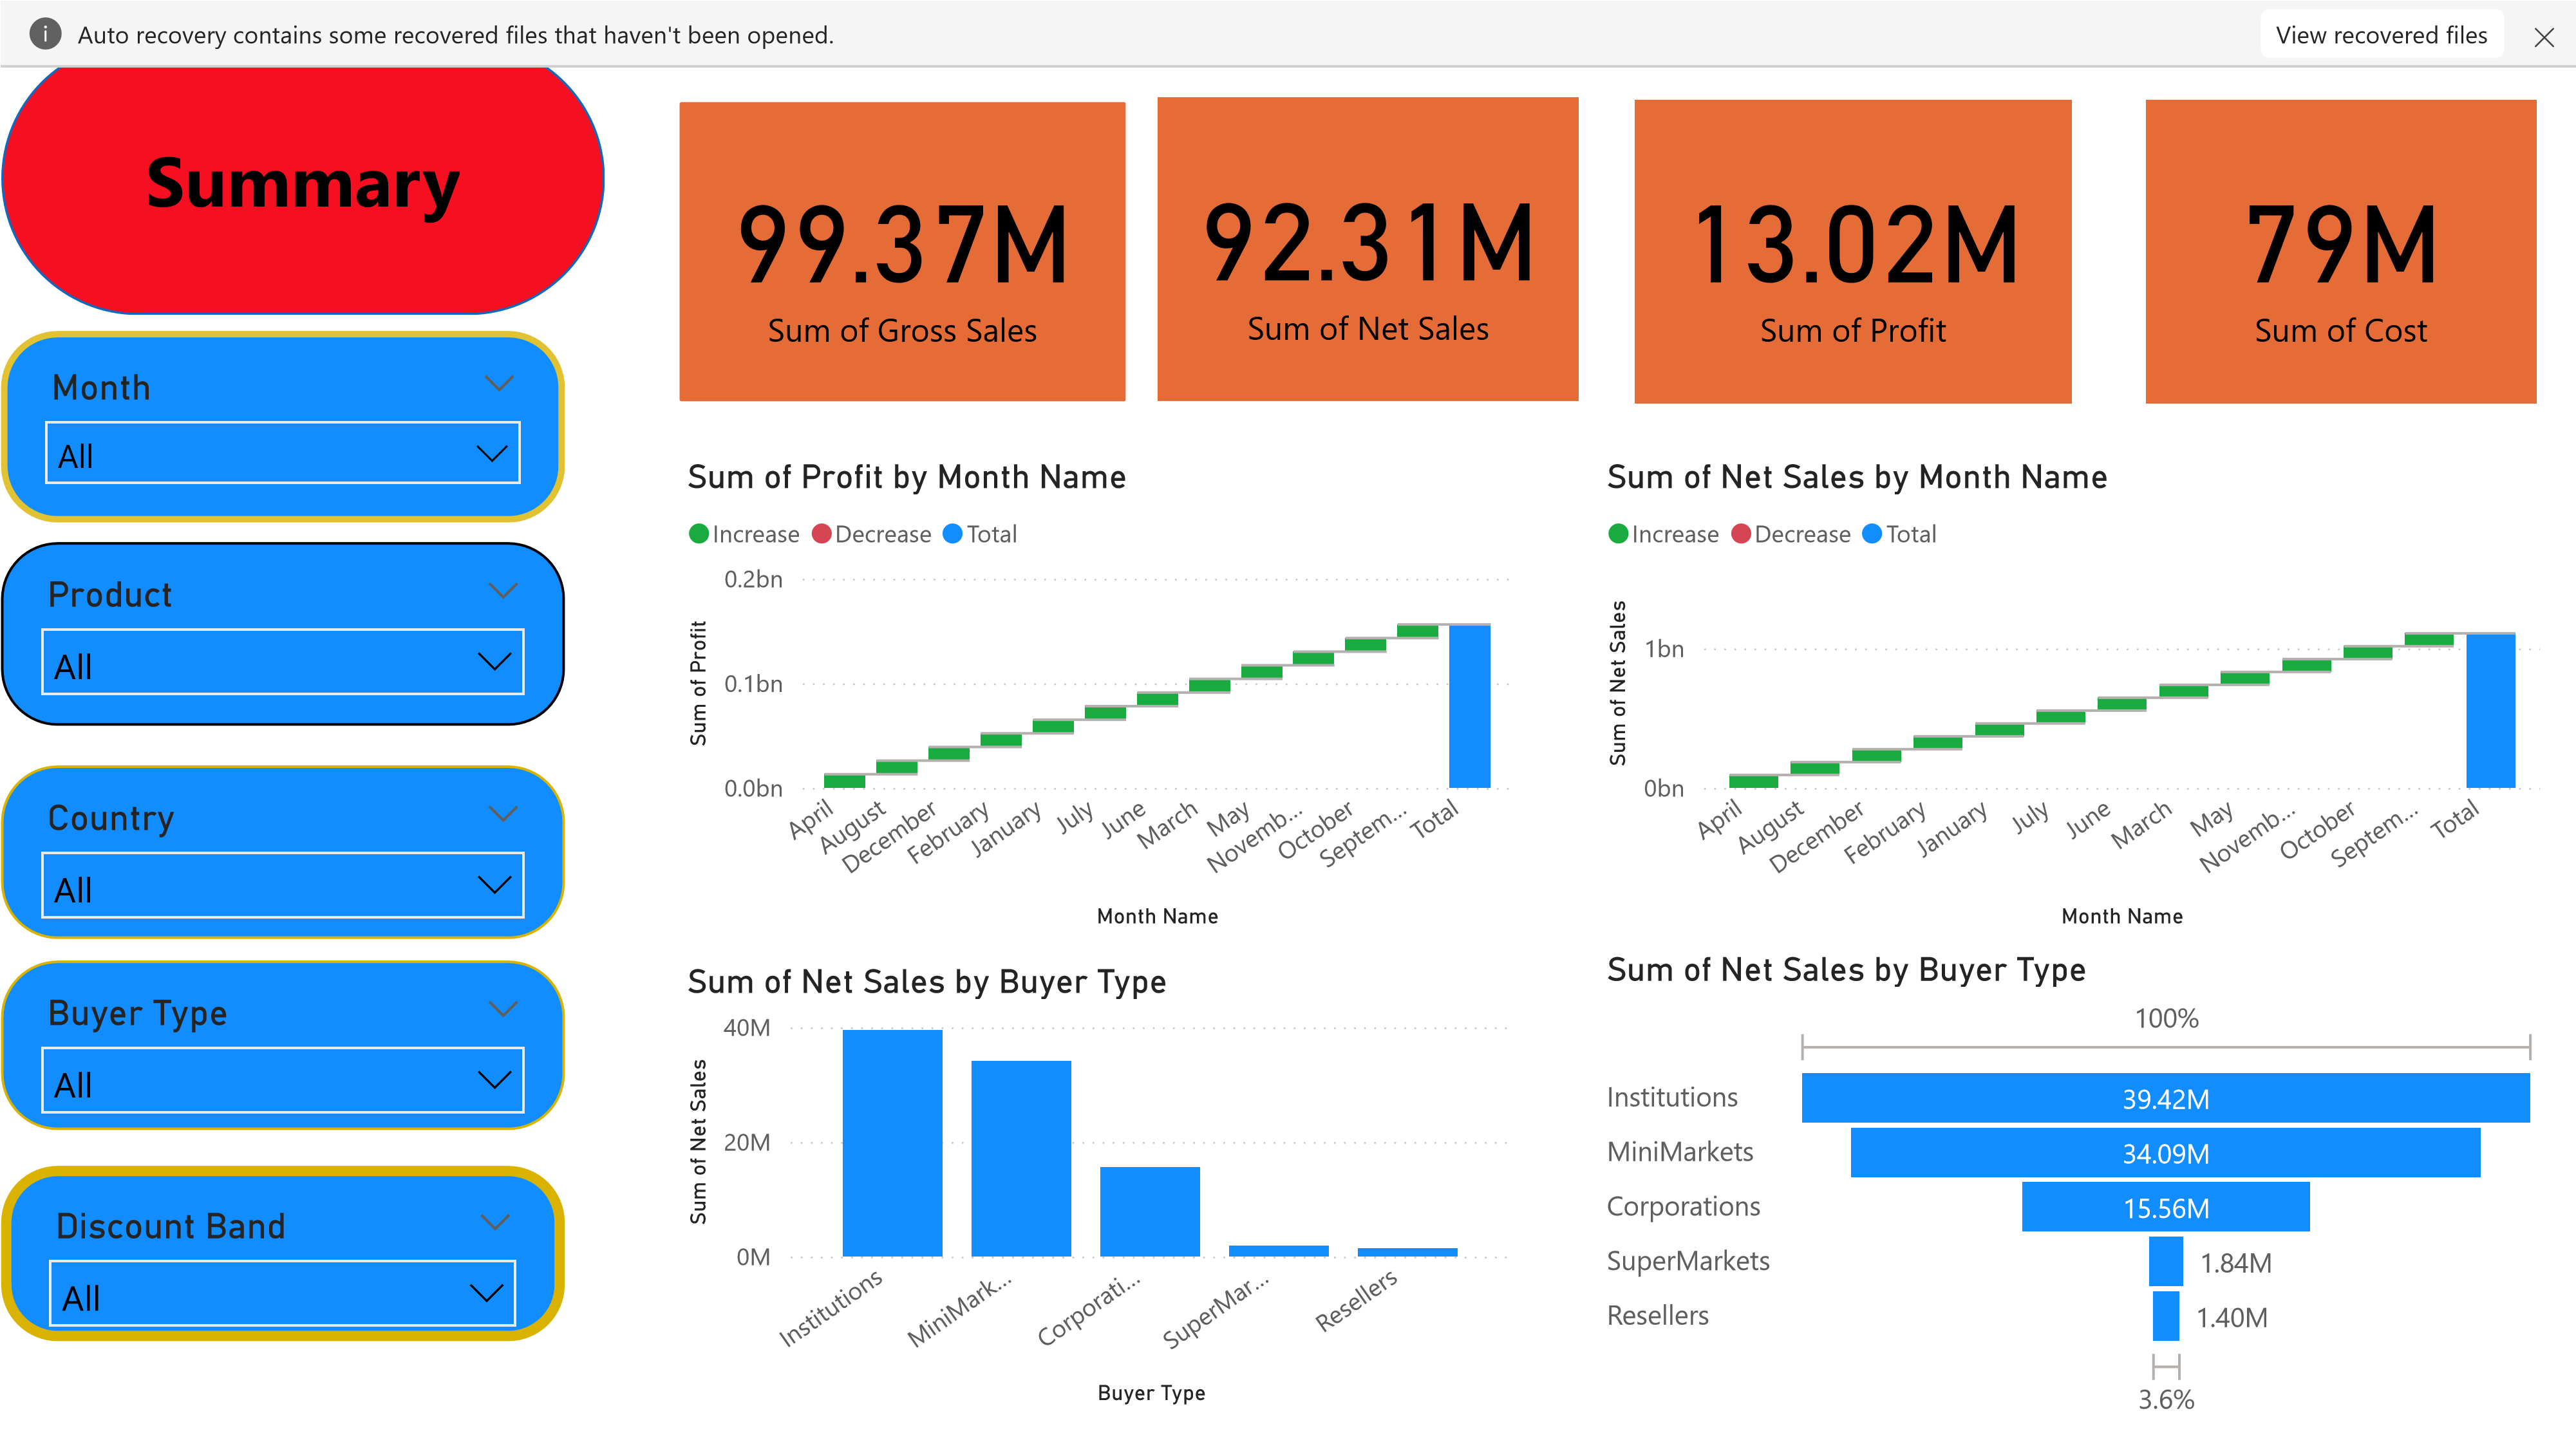 Auto recovery contains some recovered files that haven't been opened.
View recovered files
Summary
Month
All
Product
All
Country
All
Buyer Type
All
Discount Band
All
99.37M
Sum of Gross Sales
92.31M
Sum of Net Sales
13.02M
Sum of Profit
79M
Sum of Cost
Sum of Profit by Month Name
Increase Decrease Total
Sum of Profit
0.2bn
0.1bn
0.0bn
April August December February January July June March May Novemb... October Septem... Total
Month Name
Sum of Net Sales by Month Name
Increase Decrease Total
Sum of Net Sales
1bn
0bn
April August December February January July June March May Novemb... October Septem... Total
Month Name
Sum of Net Sales by Buyer Type
Sum of Net Sales
40M
20M
0M
Institutions MiniMark... Corporati... SuperMar... Resellers
Buyer Type
Sum of Net Sales by Buyer Type
100%
Institutions 39.42M
MiniMarkets 34.09M
Corporations 15.56M
SuperMarkets 1.84M
Resellers 1.40M
3.6%